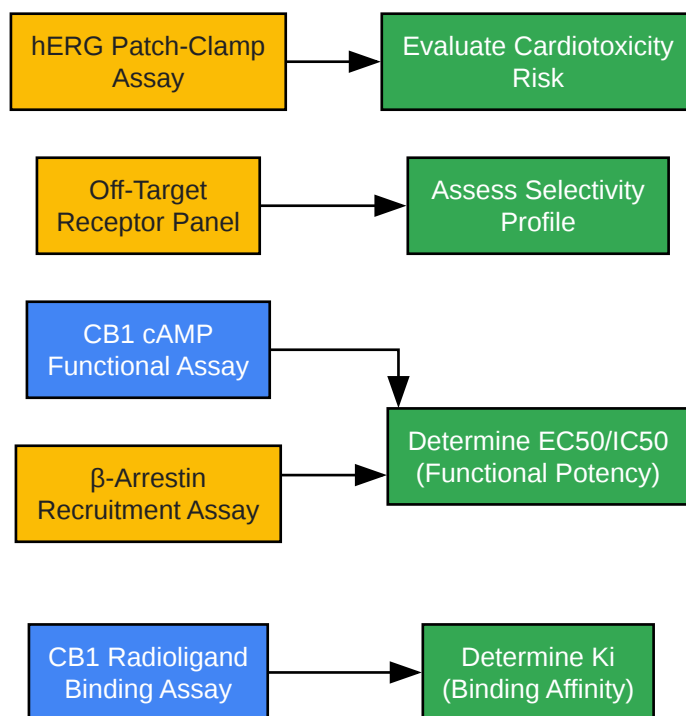 hERG Patch-Clamp
Assay
Evaluate Cardiotoxicity
Risk
Off-Target
Receptor Panel
Assess Selectivity
Profile
CB1 cAMP
Functional Assay
Determine EC50/IC50
(Functional Potency)
β-Arrestin
Recruitment Assay
CB1 Radioligand
Binding Assay
Determine Ki
(Binding Affinity)